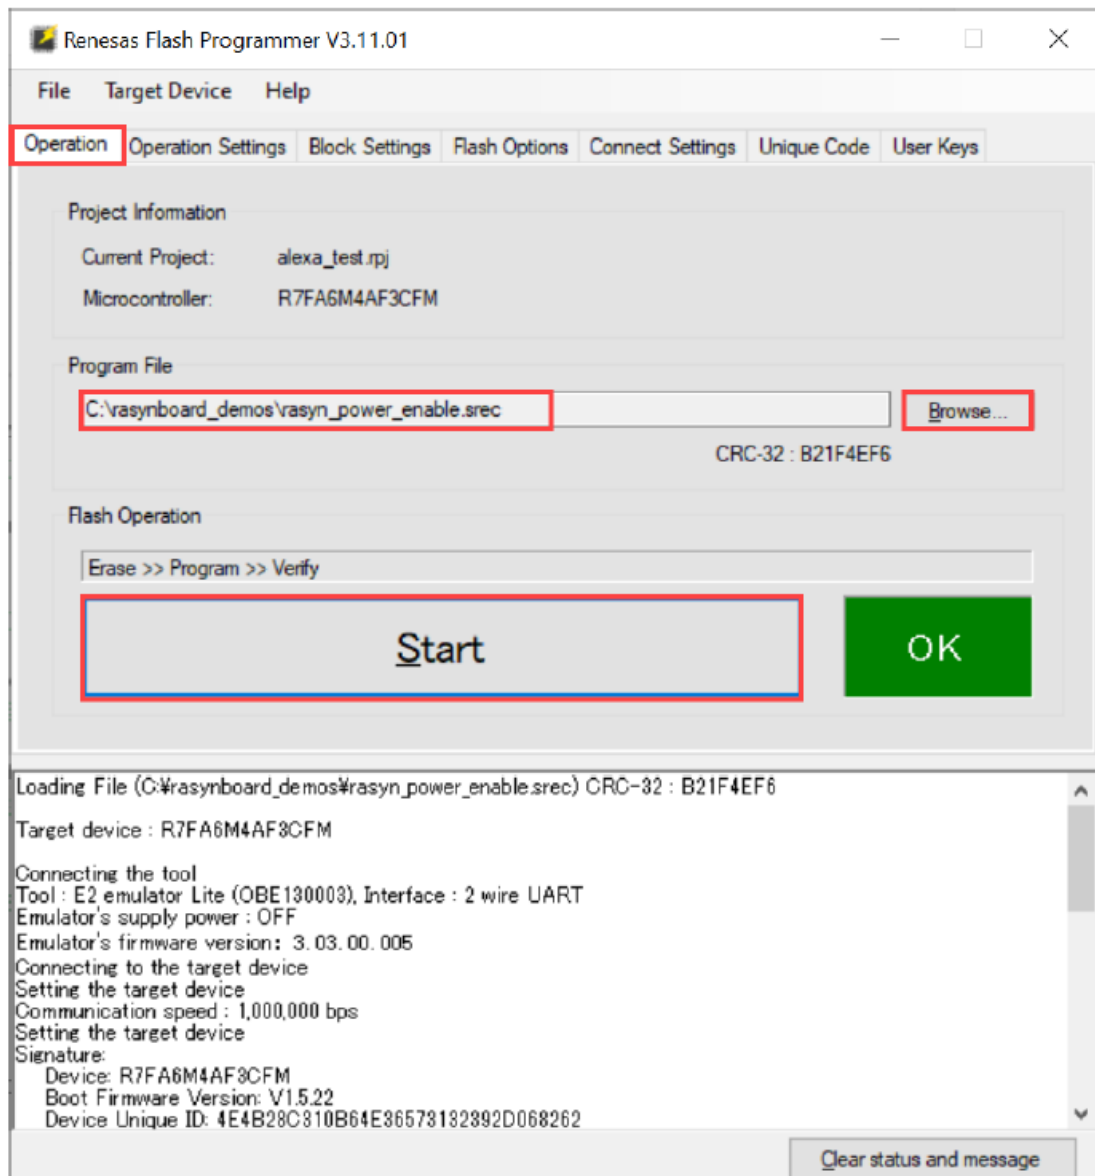 Renesas Flash Programmer V3.11.01
File Target Device Help
Operation Operation Settings Block Settings Flash Options Connect Settings Unique Code User Keys
Project Information
Current Project: alexa_test.rpj
Microcontroller: R7FA6M4AF3CFM
Program File
C:\rasynboard_demos\rasyn_power_enable.srec Browse...
CRC-32 : B21F4EF6
Flash Operation
Erase >> Program >> Verify
Start OK
Loading File (C:¥rasynboard_demos¥rasyn_power_enable.srec) CRC-32 : B21F4EF6
Target device : R7FA6M4AF3CFM
Connecting the tool
Tool : E2 emulator Lite (OBE130003), Interface : 2 wire UART
Emulator's supply power : OFF
Emulator's firmware version: 3.03.00.005
Connecting to the target device
Setting the target device
Communication speed : 1,000,000 bps
Setting the target device
Signature:
Device: R7FA6M4AF3CFM
Boot Firmware Version: V1.5.22
Device Unique ID: 4E4B28C310B64E36573132392D068262
Clear status and message